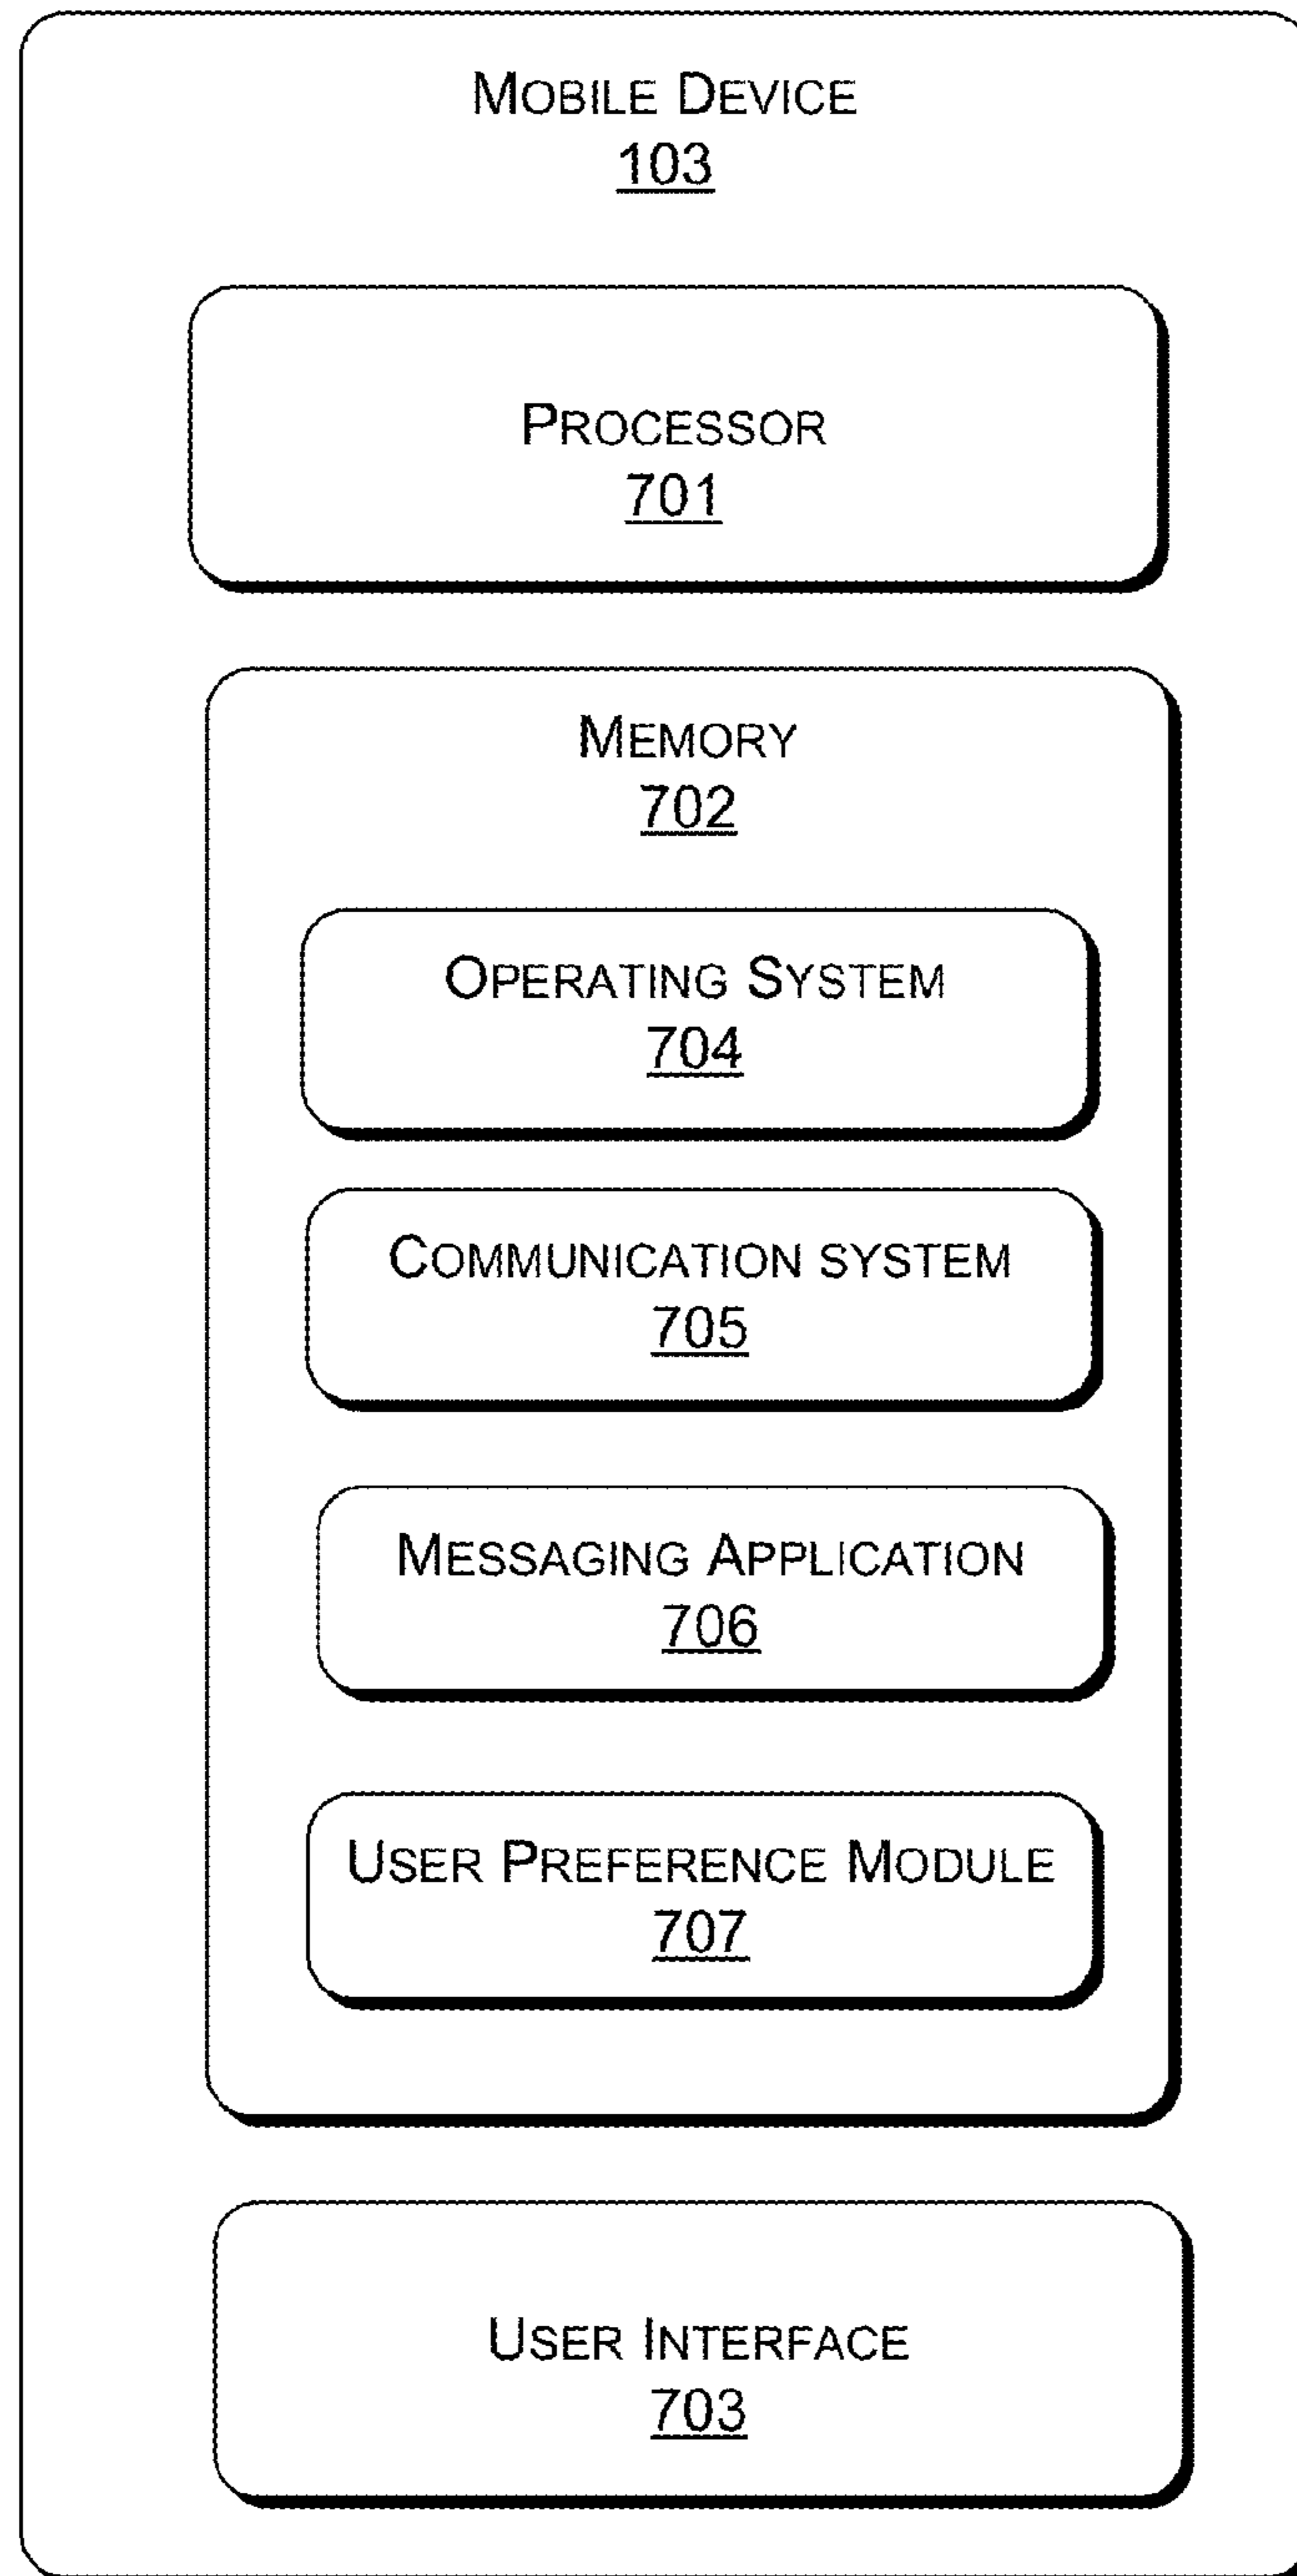 Mobile Device
103
Processor
701
Memory
702
Operating System
704
Communication system
705
Messaging Application
706
User Preference Module
707
User Interface
703